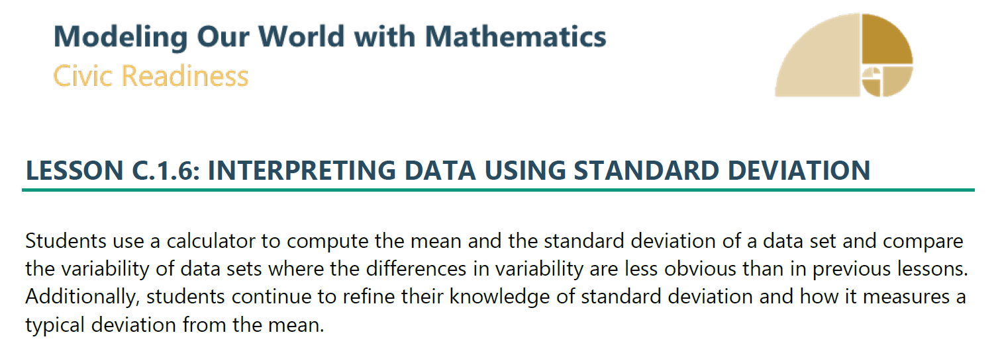 Modeling Our World with Mathematics
Civic Readiness
LESSON C.1.6: INTERPRETING DATA USING STANDARD DEVIATION
Students use a calculator to compute the mean and the standard deviation of a data set and compare
the variability of data sets where the differences in variability are less obvious than in previous lessons.
Additionally, students continue to refine their knowledge of standard deviation and how it measures a
typical deviation from the mean.